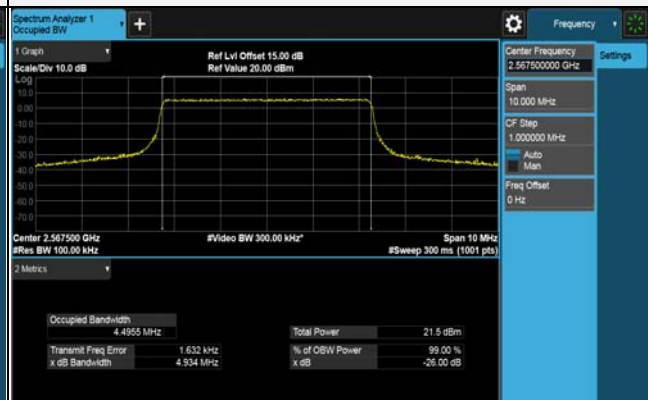 Spectrum Analyzer 1
Occupied BW
+
Frequency
1 Graph
Scale/Div 10.0 dB
Ref Lvl Offset 15.00 dB
Ref Value 20.00 dBm
Log
10.0
0.00
-10.0
-20.0
-30.0
-40.0
-50.0
-60.0
-70.0
Center 2.567500 GHz
#Video BW 300.00 kHz*
Span 10 MHz
#Res BW 100.00 kHz
#Sweep 300 ms (1001 pts)
2 Metrics
Occupied Bandwidth
4.4955 MHz
Total Power 21.5 dBm
Transmit Freq Error 1.632 kHz
% of OBW Power 99.00 %
x dB Bandwidth 4.934 MHz
x dB -26.00 dB
Center Frequency
2.567500000 GHz
Settings
Span
10.000 MHz
CF Step
1.000000 MHz
Auto
Man
Freq Offset
0 Hz